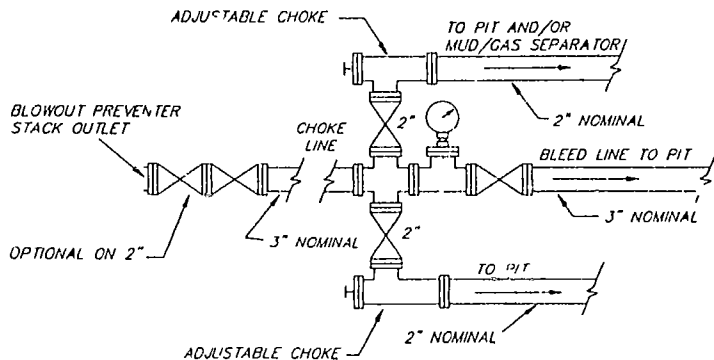 ADJUSTABLE CHOKE
TO PIT AND/OR
MUD/GAS SEPARATOR
2" NOMINAL
BLOWOUT PREVENTER
STACK OUTLET
CHOKE
LINE
2"
BLEED LINE TO PIT
3" NOMINAL
OPTIONAL ON 2"
3" NOMINAL
2"
TO PIT
2" NOMINAL
ADJUSTABLE CHOKE